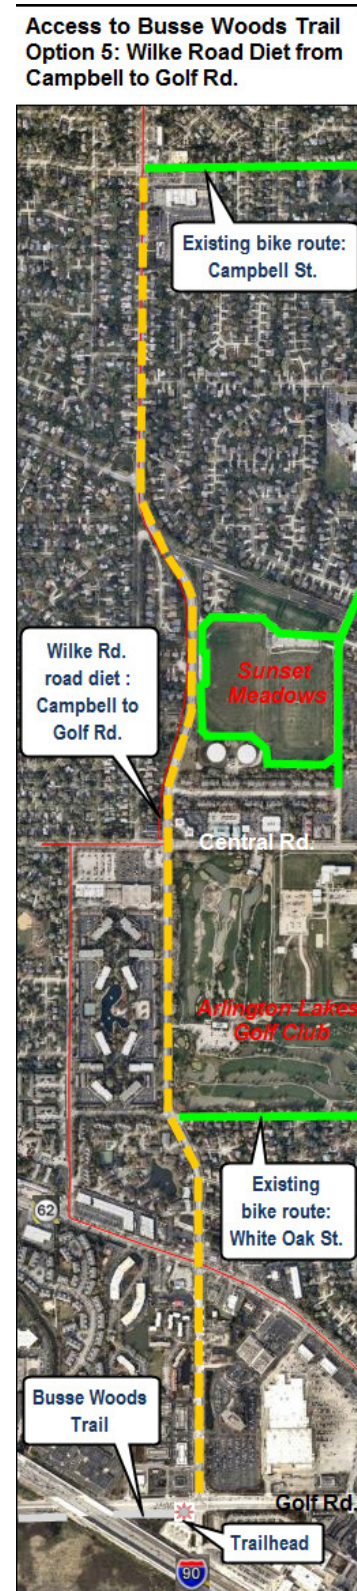 Access to Busse Woods Trail
Option 5: Wilke Road Diet from
Campbell to Golf Rd.
Existing bike route:
Campbell St.
Wilke Rd.
road diet :
Campbell to
Golf Rd.
Sunset
Meadows
Central Rd.
Arlington Lakes
Golf Club
Existing
bike route:
White Oak St.
62
Busse Woods
Trail
Golf Rd.
Trailhead
90